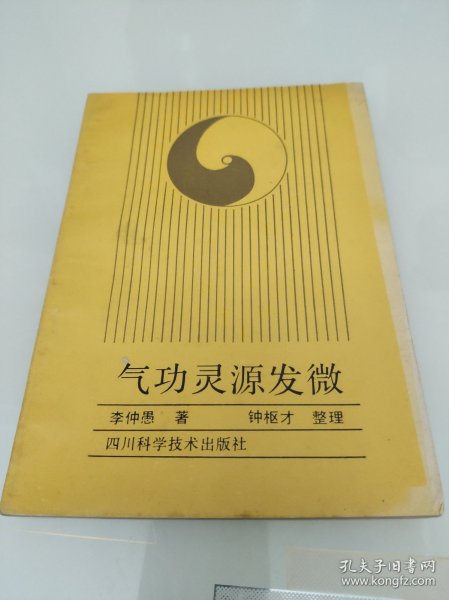 气功灵源发微
李仲愚 著 钟枢才 整理
四川科学技术出版社
孔夫子旧书网
www.kongfz.com